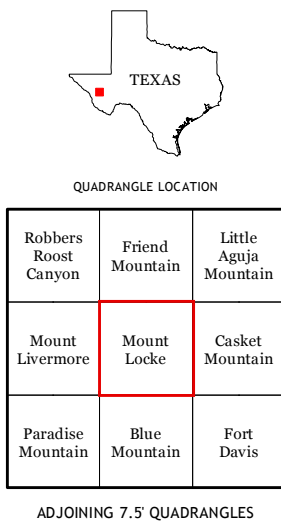 TEXAS
QUADRANGLE LOCATION
Robbers
Roost
Canyon
Friend
Mountain
Little
Aguja
Mountain
Mount
Livermore
Mount
Locke
Casket
Mountain
Paradise
Mountain
Blue
Mountain
Fort
Davis
ADJOINING 7.5' QUADRANGLES